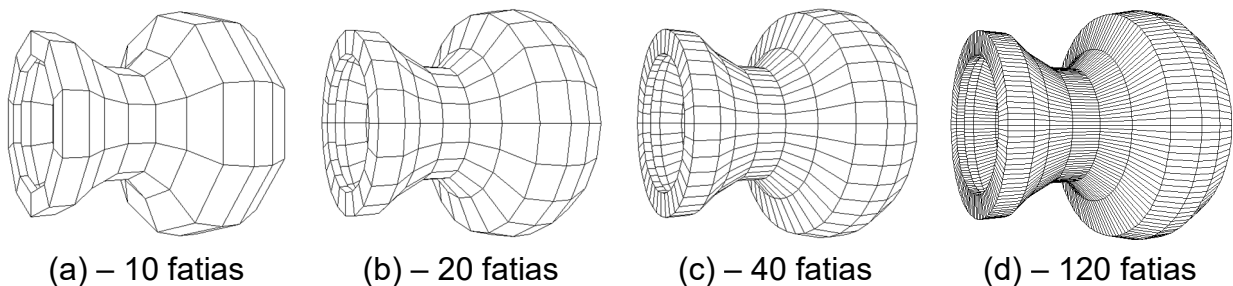 (a) – 10 fatias (b) – 20 fatias (c) – 40 fatias (d) – 120 fatias